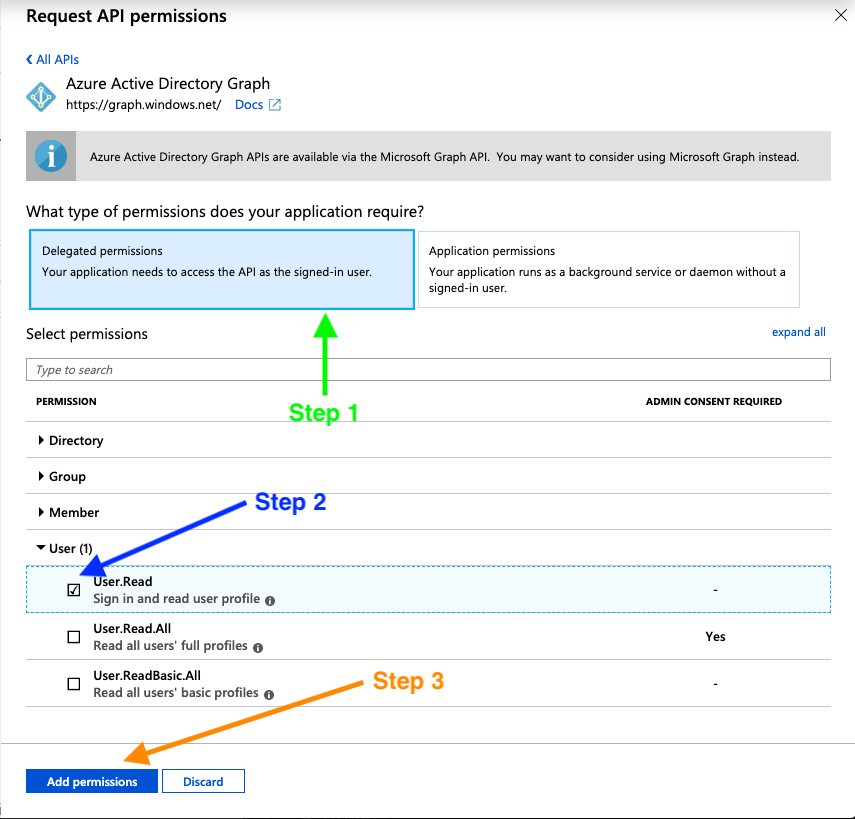 Request API permissions
All APIs
Azure Active Directory Graph
https://graph.windows.net/ Docs
Azure Active Directory Graph APIs are available via the Microsoft Graph API. You may want to consider using Microsoft Graph instead.
What type of permissions does your application require?
Delegated permissions
Your application needs to access the API as the signed-in user.
Application permissions
Your application runs as a background service or daemon without a
signed-in user.
Select permissions
expand all
Type to search
Step 1
PERMISSION ADMIN CONSENT REQUIRED
Directory
Group
Member
Step 2
User (1)
User.Read
Sign in and read user profile
-
User.Read.All
Read all users' full profiles
Yes
User.ReadBasic.All
Read all users' basic profiles
-
Step 3
Add permissions Discard